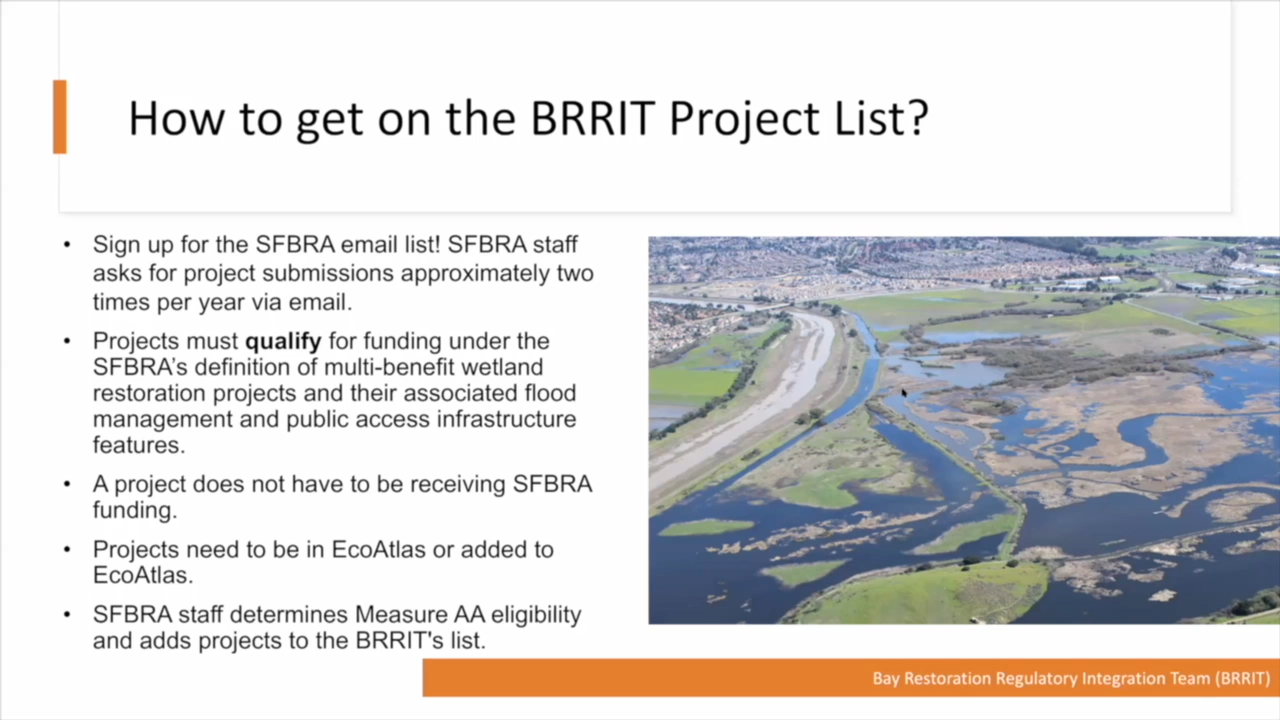 How to get on the BRRIT Project List?
• Sign up for the SFBRA email list! SFBRA staff
asks for project submissions approximately two
times per year via email.
• Projects must qualify for funding under the
SFBRA’s definition of multi-benefit wetland
restoration projects and their associated flood
management and public access infrastructure
features.
• A project does not have to be receiving SFBRA
funding.
• Projects need to be in EcoAtlas or added to
EcoAtlas.
• SFBRA staff determines Measure AA eligibility
and adds projects to the BRRIT's list.
Bay Restoration Regulatory Integration Team (BRRIT)